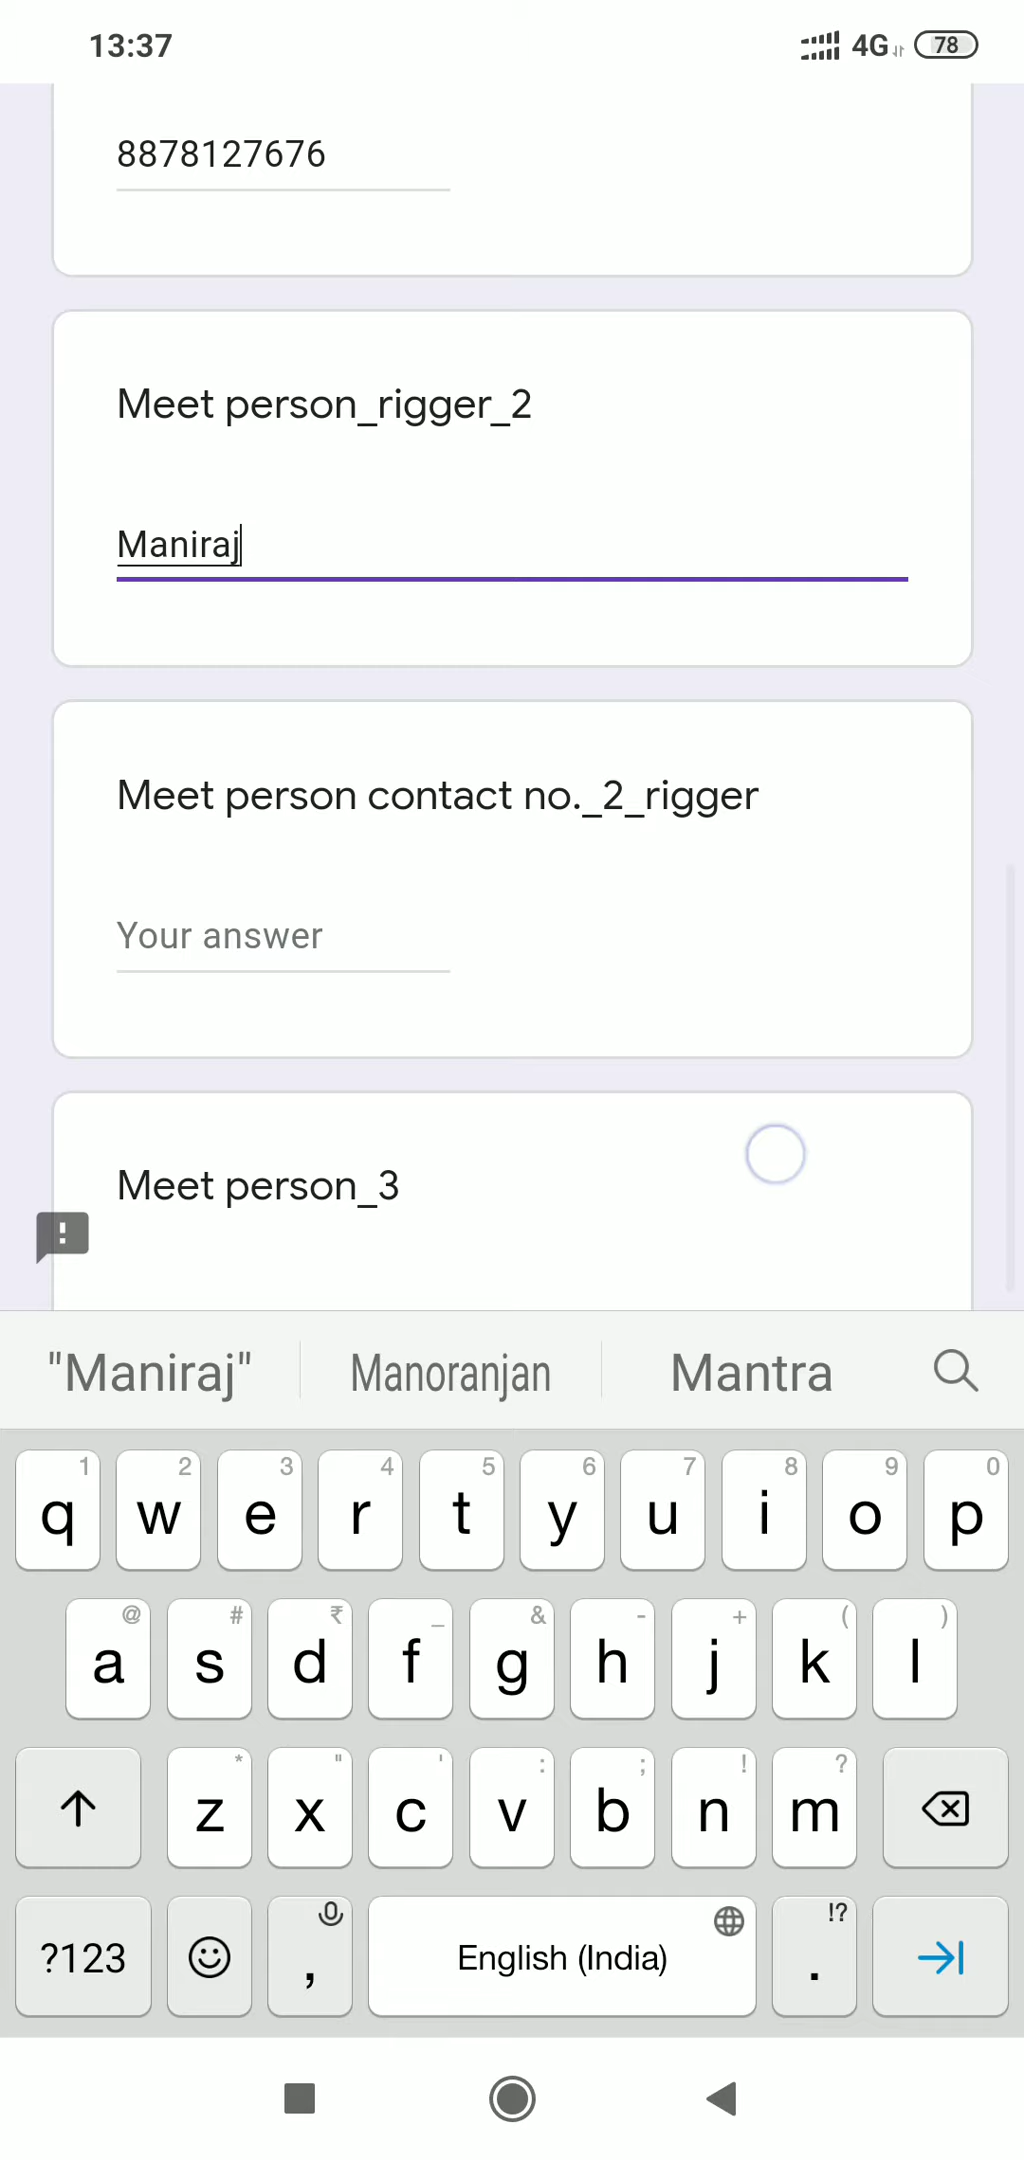 13:37 4G 78
8878127676
Meet person_rigger_2
Maniraj
Meet person contact no._2_rigger
Your answer
Meet person_3
!
"Maniraj" Manoranjan Mantra
1 2 3 4 5 6 7 8 9 0
q w e r t y u i o p
@ # ₹ _ & - + ( )
a s d f g h j k l
* " ' : ; ! ?
z x c v b n m
!?
?123 , English (India) .